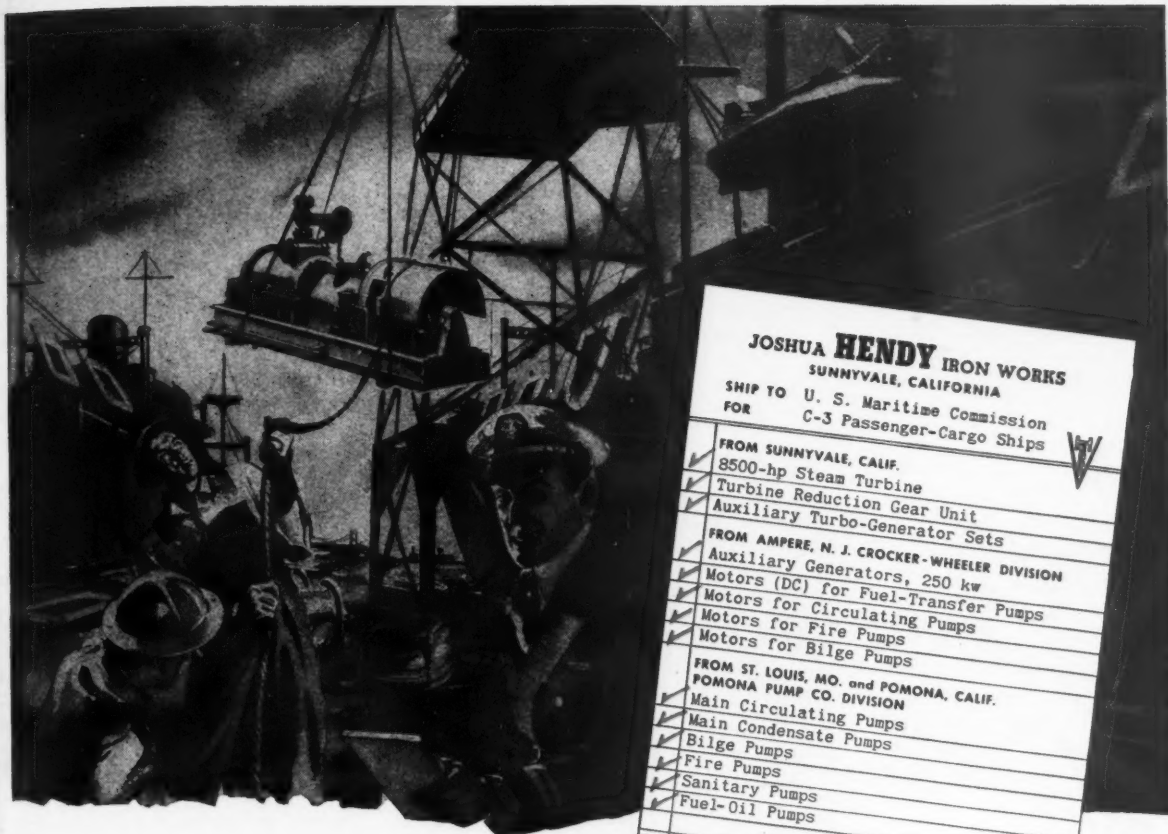 JOSHUA HENDY IRON WORKS
SUNNYVALE, CALIFORNIA
SHIP TO U. S. Maritime Commission
FOR C-3 Passenger-Cargo Ships
FROM SUNNYVALE, CALIF.
8500-hp Steam Turbine
Turbine Reduction Gear Unit
Auxiliary Turbo-Generator Sets
FROM AMPERE, N. J. CROCKER-WHEELER DIVISION
Auxiliary Generators, 250 kw
Motors (DC) for Fuel-Transfer Pumps
Motors for Circulating Pumps
Motors for Fire Pumps
Motors for Bilge Pumps
FROM ST. LOUIS, MO. and POMONA, CALIF.
POMONA PUMP CO. DIVISION
Main Circulating Pumps
Main Condensate Pumps
Bilge Pumps
Fire Pumps
Sanitary Pumps
Fuel-Oil Pumps